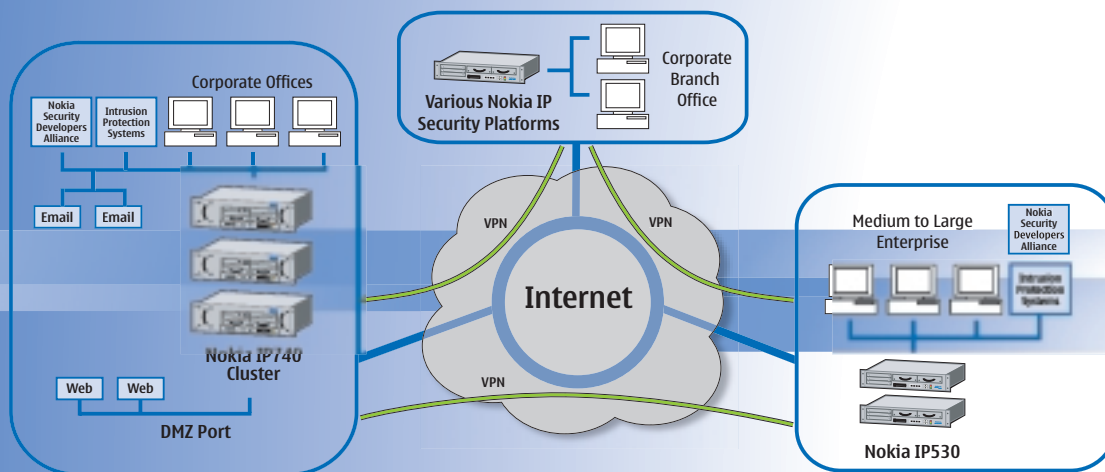 Corporate Offices
Nokia
Security
Developers
Alliance
Intrusion
Protection
Systems
Email
Email
Nokia IP740
Cluster
Web
Web
DMZ Port
Various Nokia IP
Security Platforms
Corporate
Branch
Office
VPN
VPN
Internet
VPN
Medium to Large
Enterprise
Nokia
Security
Developers
Alliance
Intrusion
Protection
Systems
Nokia IP530